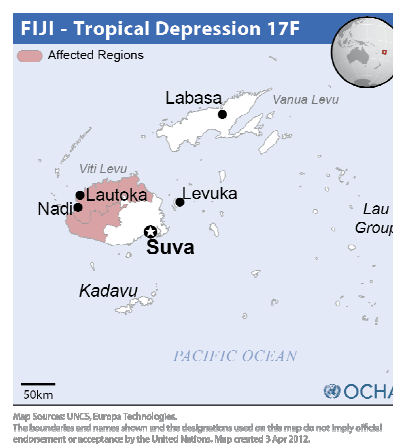 FIJI - Tropical Depression 17F
Affected Regions
Labasa
Vanua Levu
Viti Levu
Lautoka
Levuka
Nadi
Lau
Group
Suva
Kadavu
PACIFIC OCEAN
50km
OCHA
Map Sources: UNCS, Europa Technologies.
The boundaries and names shown and the designations used on this map do not imply official
endorsement or acceptance by the United Nations. Map created 3 Apr 2012.